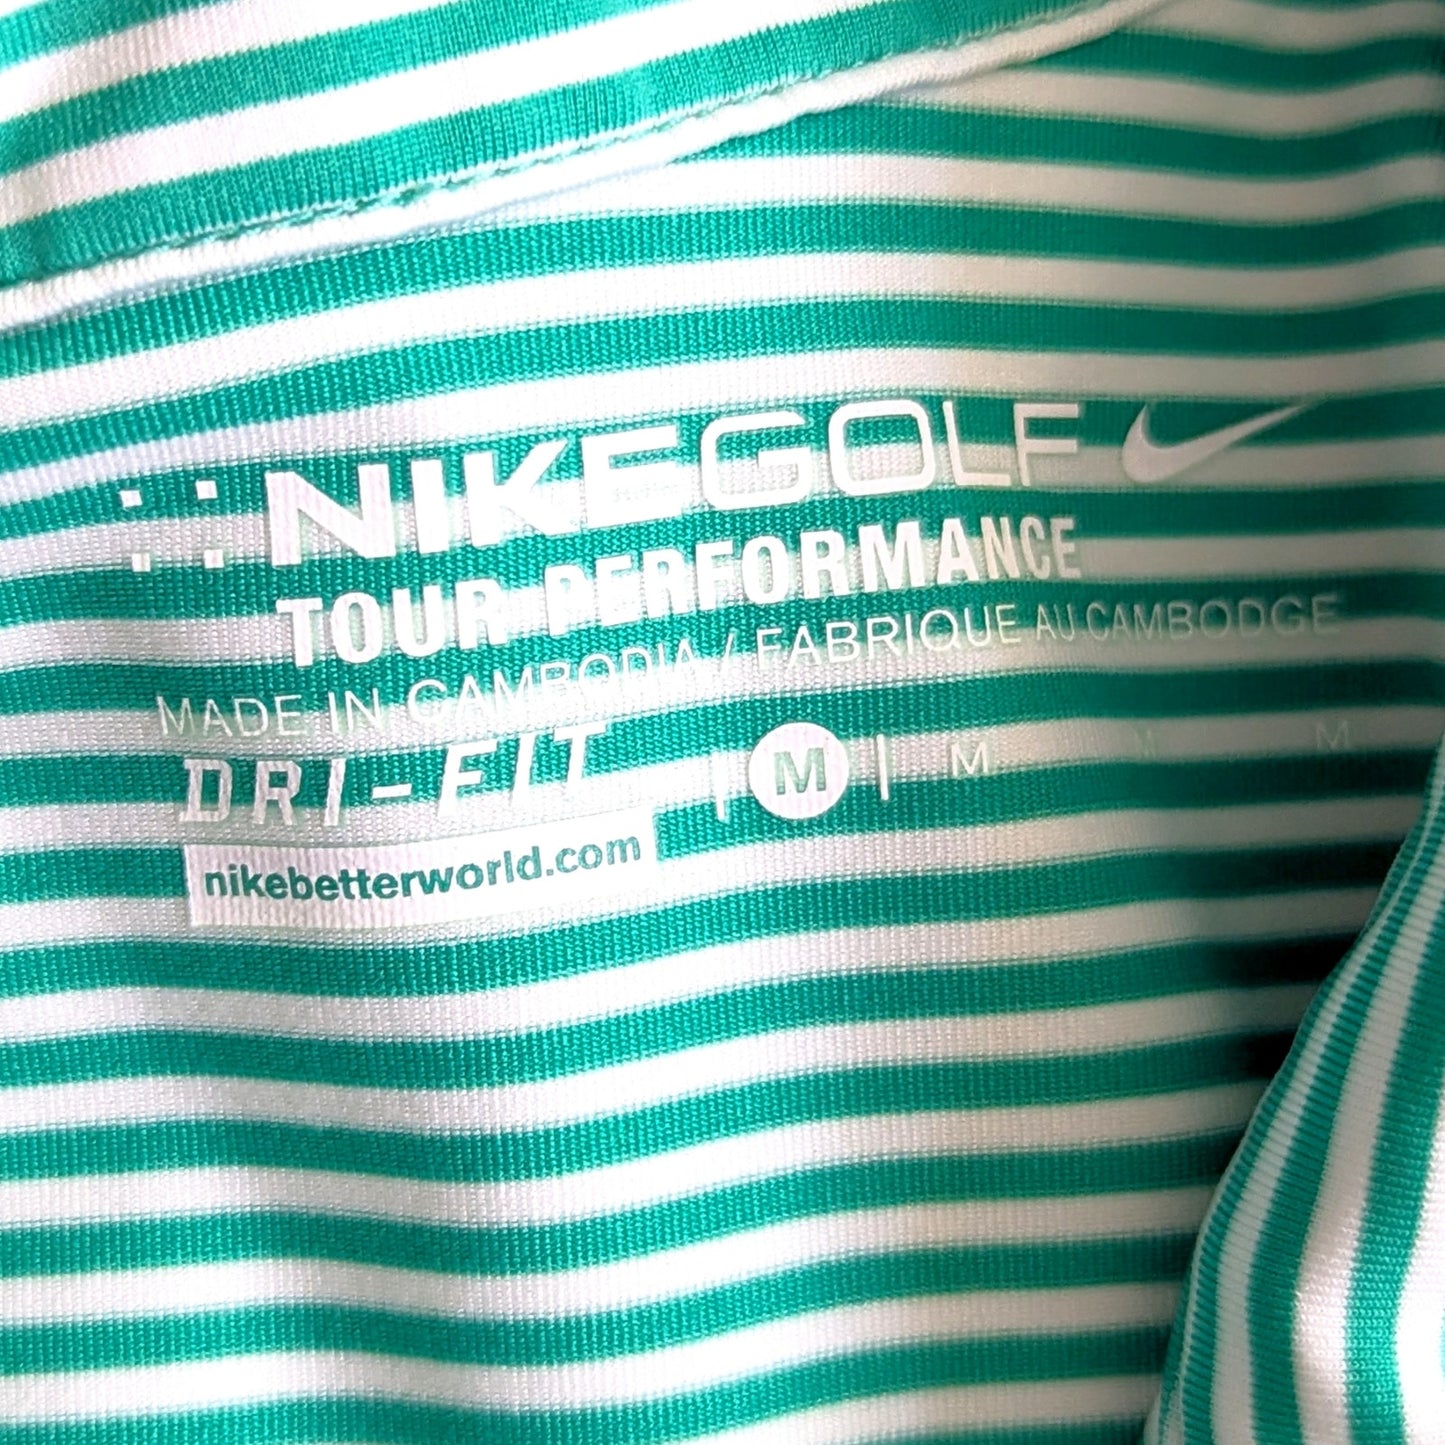 NIKEGOLF
TOUR PERFORMANCE
MADE IN CAMBODIA / FABRIQUE AU CAMBODGE
DRI-FIT | M | M M M
nikebetterworld.com